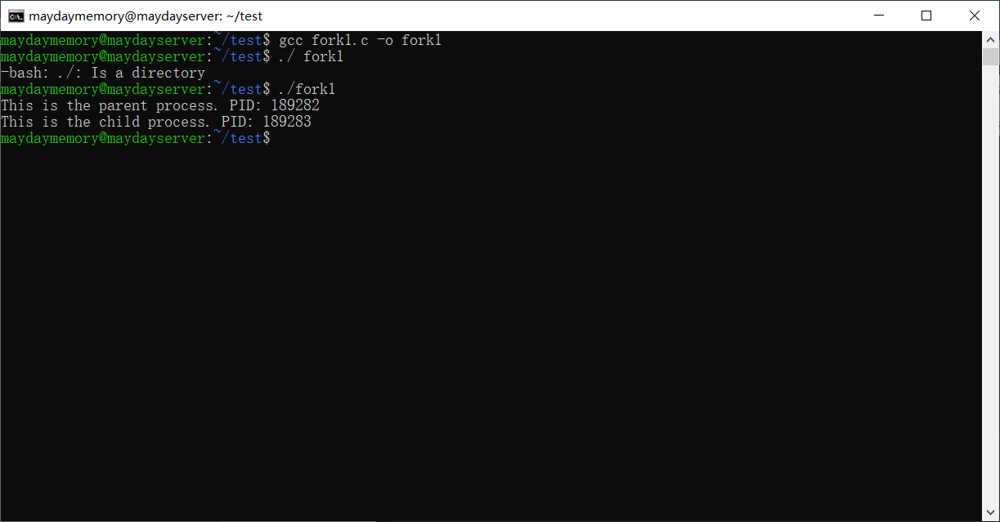 maydaymemory@maydayserver: ~/test
maydaymemory@maydayserver:~/test$ gcc fork1.c -o fork1
maydaymemory@maydayserver:~/test$ ./ fork1
-bash: ./: Is a directory
maydaymemory@maydayserver:~/test$ ./fork1
This is the parent process. PID: 189282
This is the child process. PID: 189283
maydaymemory@maydayserver:~/test$